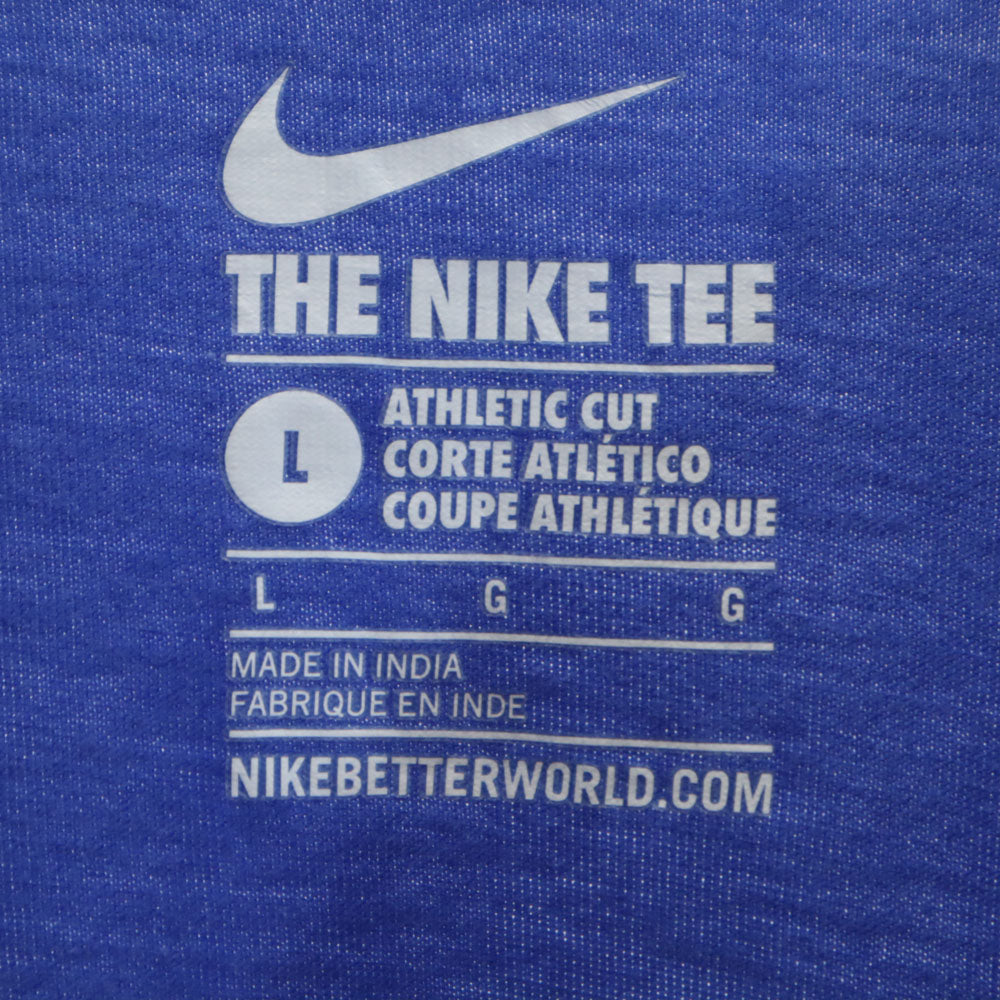 THE NIKE TEE
L
ATHLETIC CUT
CORTE ATLÉTICO
COUPE ATHLÉTIQUE
L G G
MADE IN INDIA
FABRIQUE EN INDE
NIKEBETTERWORLD.COM